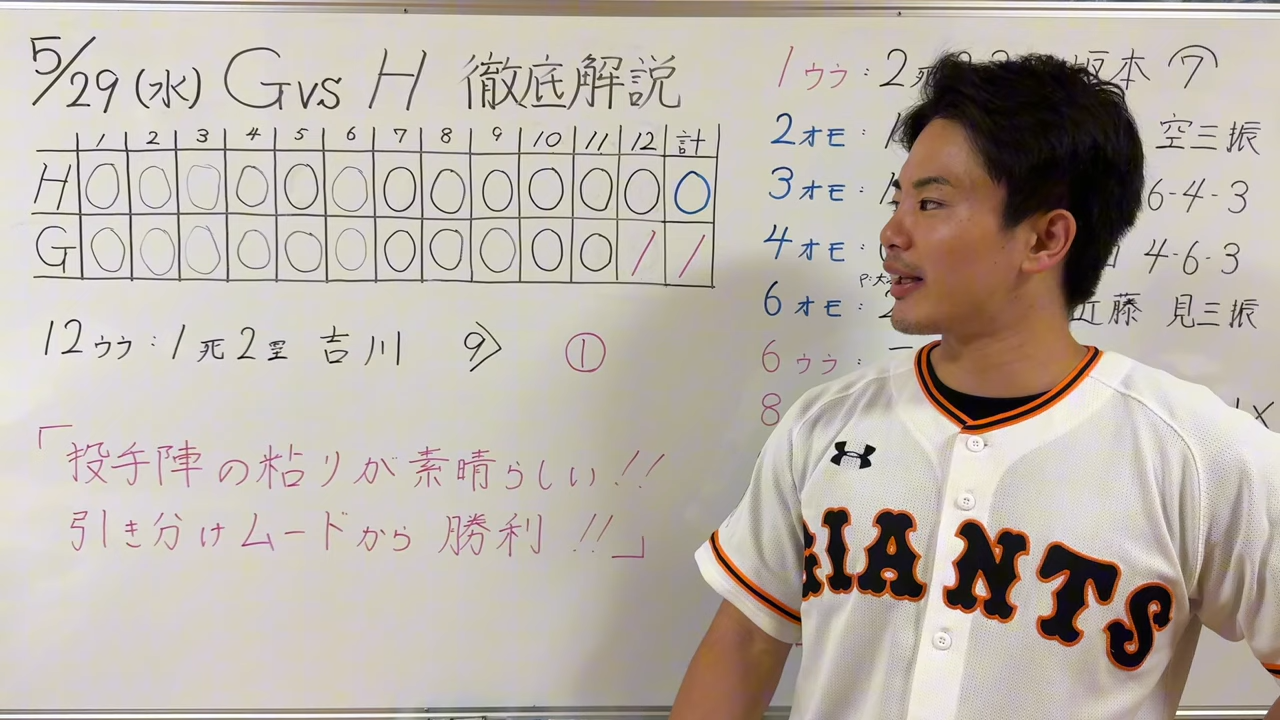 5/29(水) G vs H 徹底解説
1 2 3 4 5 6 7 8 9 10 11 12 計
H 0 0 0 0 0 0 0 0 0 0 0 0 0
G 0 0 0 0 0 0 0 0 0 0 0 1 1
12ウラ:1死2塁 吉川 9> ①
「投手陣の粘りが素晴らしい!!
引き分けムードから勝利!!」
1ウラ:2死 坂本 ⑦
2オモ:1 空三振
3オモ:1 6-4-3
4オモ: 4-6-3
6オモ:2 近藤 見三振
6ウラ:
8
GIANTS